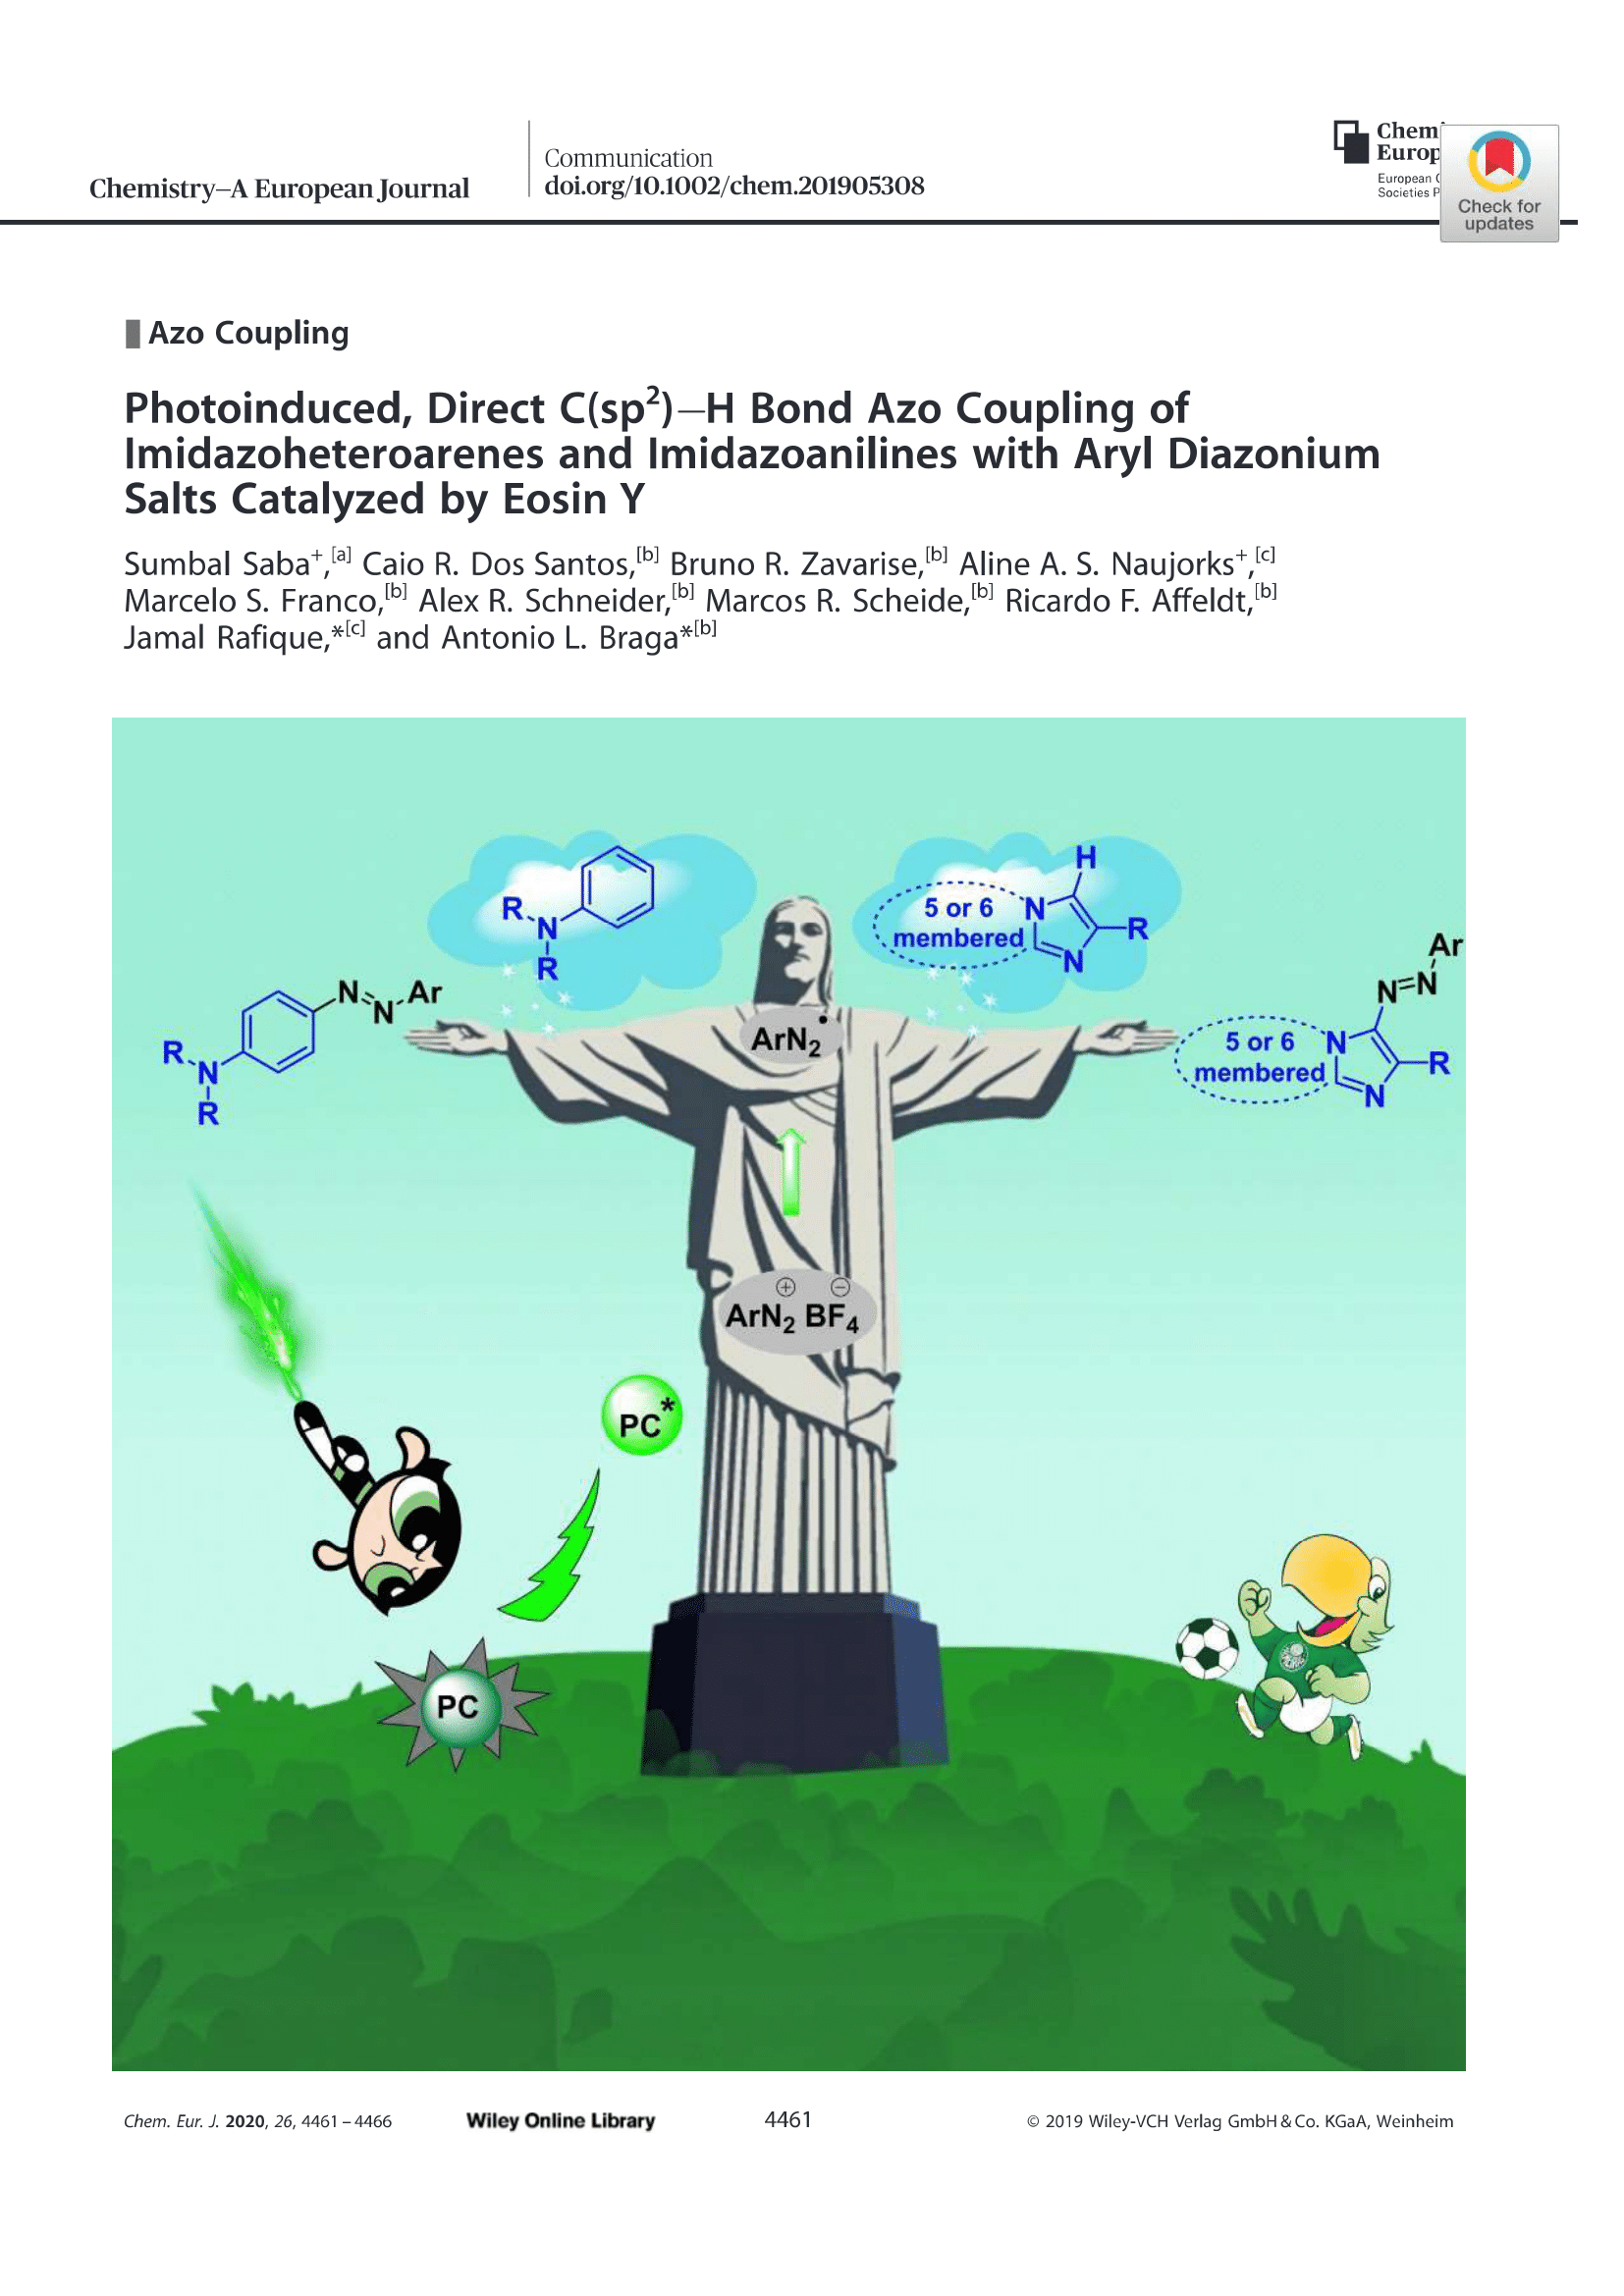 Chemistry—A European Journal
Communication
doi.org/10.1002/chem.201905308
Chem
Europ
European
Societies P
Check for
updates
Azo Coupling
Photoinduced, Direct C(sp²)—H Bond Azo Coupling of
Imidazoheteroarenes and Imidazoanilines with Aryl Diazonium
Salts Catalyzed by Eosin Y
Sumbal Saba⁺,[a] Caio R. Dos Santos,[b] Bruno R. Zavarise,[b] Aline A. S. Naujorks⁺,[c]
Marcelo S. Franco,[b] Alex R. Schneider,[b] Marcos R. Scheide,[b] Ricardo F. Affeldt,[b]
Jamal Rafique,*[c] and Antonio L. Braga*[b]
R N R
H
5 or 6 N R
membered N
Ar
N=N
N N Ar
R N R
ArN₂•
5 or 6 N R
membered N
⊕ ⊖
ArN₂ BF₄
PC*
PC
Chem. Eur. J. 2020, 26, 4461–4466
Wiley Online Library
4461
© 2019 Wiley-VCH Verlag GmbH & Co. KGaA, Weinheim